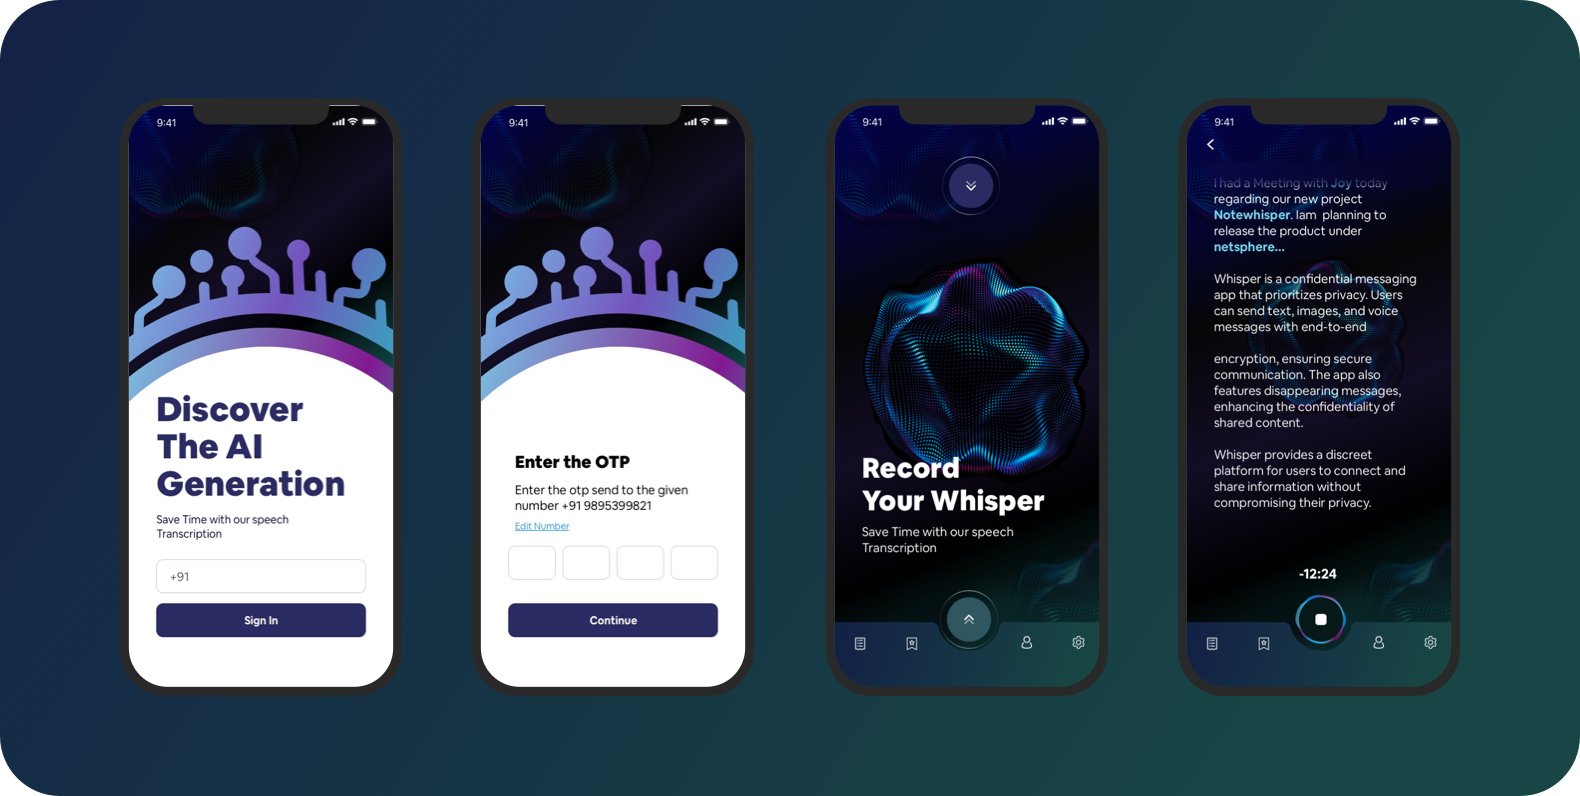 9:41
Discover
The AI
Generation
Save Time with our speech
Transcription
+91
Sign In
9:41
Enter the OTP
Enter the otp send to the given
number +91 9895399821
Edit Number
Continue
9:41
Record
Your Whisper
Save Time with our speech
Transcription
9:41
I had a Meeting with Joy today
regarding our new project
Notewhisper. Iam planning to
release the product under
netsphere...
Whisper is a confidential messaging
app that prioritizes privacy. Users
can send text, images, and voice
messages with end-to-end
encryption, ensuring secure
communication. The app also
features disappearing messages,
enhancing the confidentiality of
shared content.
Whisper provides a discreet
platform for users to connect and
share information without
compromising their privacy.
-12:24